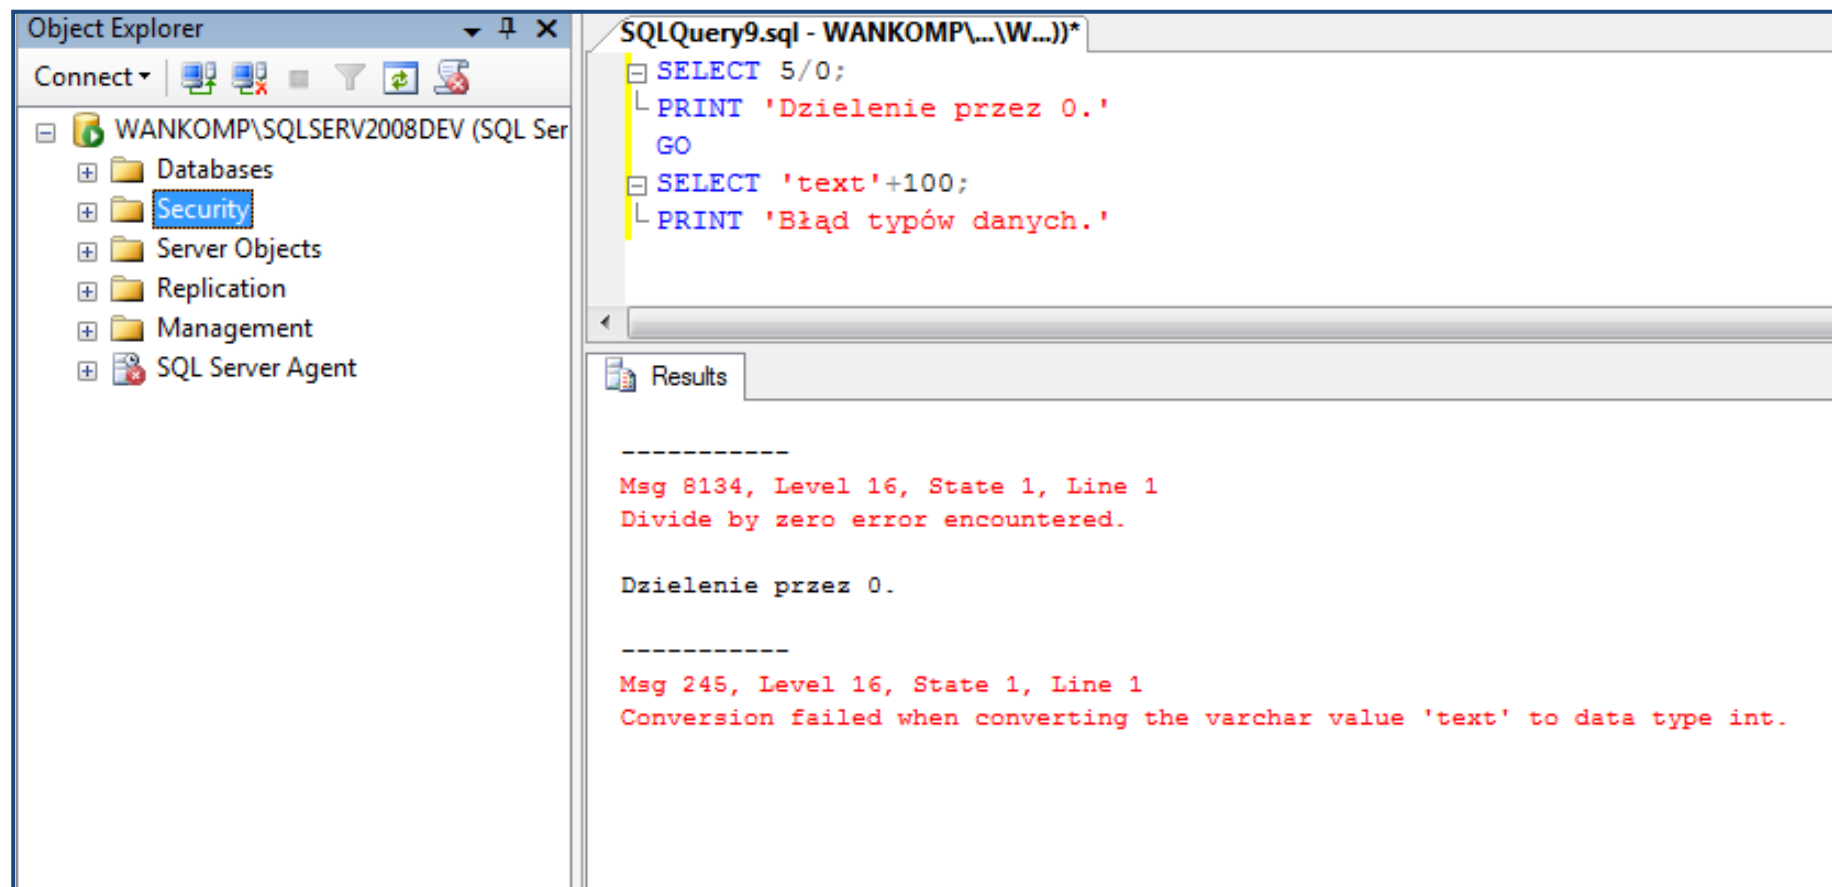 Object Explorer
Connect
WANKOMP\SQLSERV2008DEV (SQL Ser
Databases
Security
Server Objects
Replication
Management
SQL Server Agent
SQLQuery9.sql - WANKOMP\...\W...))*
SELECT 5/0;
PRINT 'Dzielenie przez 0.'
GO
SELECT 'text'+100;
PRINT 'Błąd typów danych.'
Results
-----------
Msg 8134, Level 16, State 1, Line 1
Divide by zero error encountered.
Dzielenie przez 0.
-----------
Msg 245, Level 16, State 1, Line 1
Conversion failed when converting the varchar value 'text' to data type int.